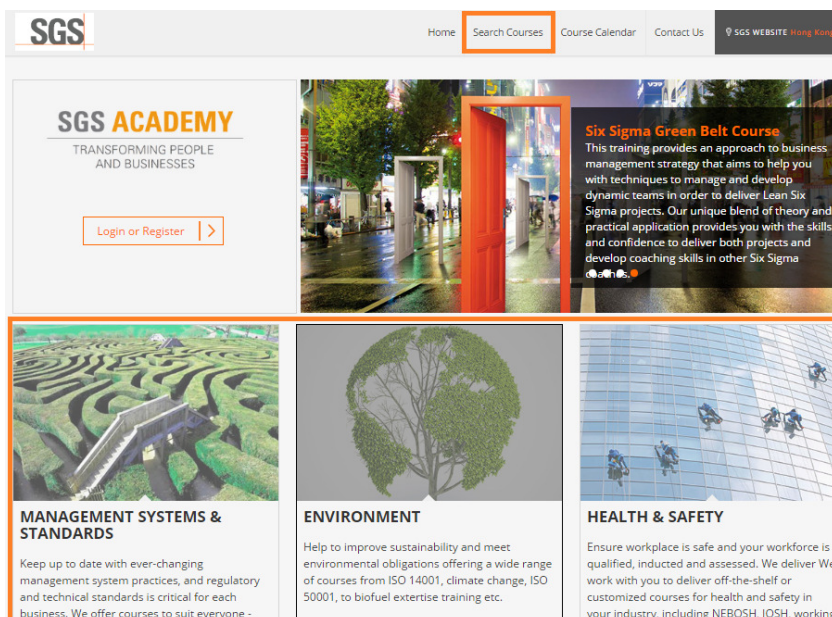 SGS
Home
Search Courses
Course Calendar
Contact Us
SGS WEBSITE Hong Kong
SGS ACADEMY
TRANSFORMING PEOPLE
AND BUSINESSES
Login or Register
Six Sigma Green Belt Course
This training provides an approach to business
management strategy that aims to help you
with techniques to manage and develop
dynamic teams in order to deliver Lean Six
Sigma projects. Our unique blend of theory and
practical application provides you with the skills
and confidence to deliver both projects and
develop coaching skills in other Six Sigma
coaches.
MANAGEMENT SYSTEMS &
STANDARDS
Keep up to date with ever-changing
management system practices, and regulatory
and technical standards is critical for each
business. We offer courses to suit everyone -
ENVIRONMENT
Help to improve sustainability and meet
environmental obligations offering a wide range
of courses from ISO 14001, climate change, ISO
50001, to biofuel extertise training etc.
HEALTH & SAFETY
Ensure workplace is safe and your workforce is
qualified, inducted and assessed. We deliver We
work with you to deliver off-the-shelf or
customized courses for health and safety in
your industry, including NEBOSH, IOSH, working